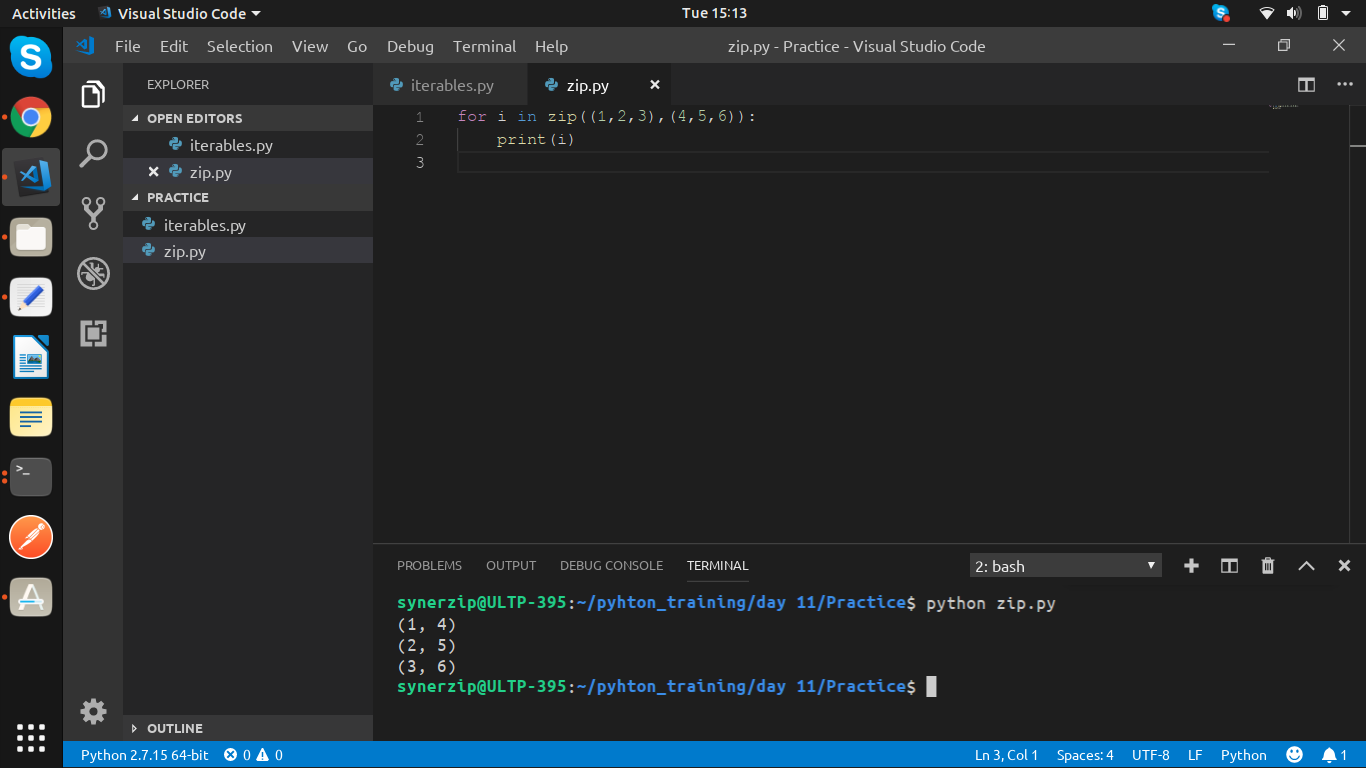 Activities Visual Studio Code Tue 15:13
File Edit Selection View Go Debug Terminal Help zip.py - Practice - Visual Studio Code
EXPLORER
OPEN EDITORS
iterables.py
zip.py
PRACTICE
iterables.py
zip.py
OUTLINE
iterables.py zip.py
1 for i in zip((1,2,3),(4,5,6)):
2 print(i)
3
PROBLEMS OUTPUT DEBUG CONSOLE TERMINAL 2: bash
synerzip@ULTP-395:~/pyhton_training/day 11/Practice$ python zip.py
(1, 4)
(2, 5)
(3, 6)
synerzip@ULTP-395:~/pyhton_training/day 11/Practice$
Python 2.7.15 64-bit 0 0 Ln 3, Col 1 Spaces: 4 UTF-8 LF Python 1